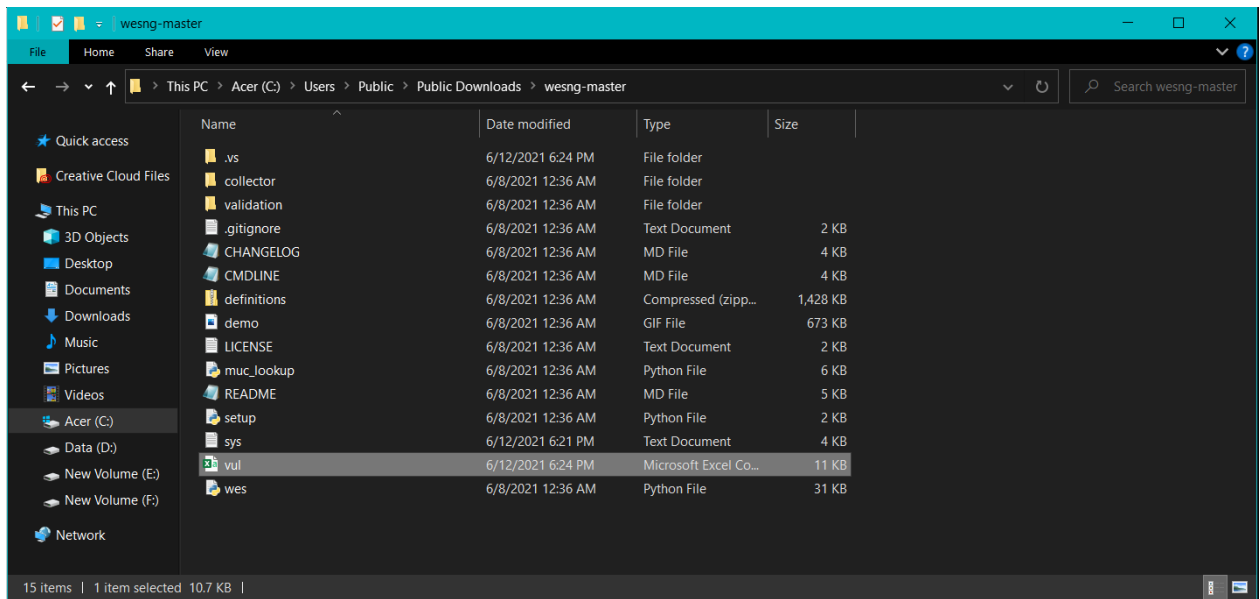 wesng-master
File Home Share View
This PC > Acer (C:) > Users > Public > Public Downloads > wesng-master
Search wesng-master
Quick access
Creative Cloud Files
This PC
3D Objects
Desktop
Documents
Downloads
Music
Pictures
Videos
Acer (C:)
Data (D:)
New Volume (E:)
New Volume (F:)
Network
Name Date modified Type Size
.vs 6/12/2021 6:24 PM File folder
collector 6/8/2021 12:36 AM File folder
validation 6/8/2021 12:36 AM File folder
.gitignore 6/8/2021 12:36 AM Text Document 2 KB
CHANGELOG 6/8/2021 12:36 AM MD File 4 KB
CMDLINE 6/8/2021 12:36 AM MD File 4 KB
definitions 6/8/2021 12:36 AM Compressed (zipp... 1,428 KB
demo 6/8/2021 12:36 AM GIF File 673 KB
LICENSE 6/8/2021 12:36 AM Text Document 2 KB
muc_lookup 6/8/2021 12:36 AM Python File 6 KB
README 6/8/2021 12:36 AM MD File 5 KB
setup 6/8/2021 12:36 AM Python File 2 KB
sys 6/12/2021 6:21 PM Text Document 4 KB
vul 6/12/2021 6:24 PM Microsoft Excel Co... 11 KB
wes 6/8/2021 12:36 AM Python File 31 KB
15 items | 1 item selected 10.7 KB |